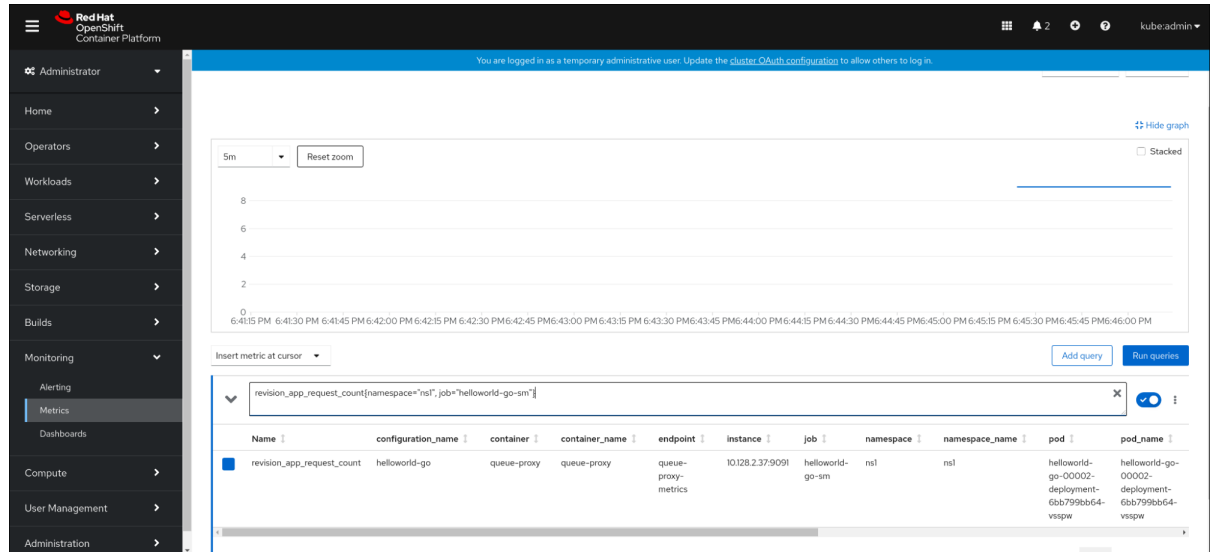 Red Hat
OpenShift
Container Platform
2
kube:admin
Administrator
You are logged in as a temporary administrative user. Update the cluster OAuth configuration to allow others to log in.
Home
Operators
Workloads
Serverless
Networking
Storage
Builds
Monitoring
Alerting
Metrics
Dashboards
Compute
User Management
Administration
Hide graph
5m
Reset zoom
Stacked
8
6
4
2
0
6:41:15 PM 6:41:30 PM 6:41:45 PM 6:42:00 PM 6:42:15 PM 6:42:30 PM 6:42:45 PM 6:43:00 PM 6:43:15 PM 6:43:30 PM 6:43:45 PM 6:44:00 PM 6:44:15 PM 6:44:30 PM 6:44:45 PM 6:45:00 PM 6:45:15 PM 6:45:30 PM 6:45:45 PM 6:46:00 PM
Insert metric at cursor
Add query
Run queries
revision_app_request_count{namespace="ns1", job="helloworld-go-sm"}
Name configuration_name container container_name endpoint instance job namespace namespace_name pod pod_name
revision_app_request_count helloworld-go queue-proxy queue-proxy queue- 10.128.2.37:9091 helloworld- ns1 ns1 helloworld- helloworld-go-
proxy- go-sm go-00002- 00002-
metrics deployment- deployment-
6bb799bb64- 6bb799bb64-
vsspw vsspw